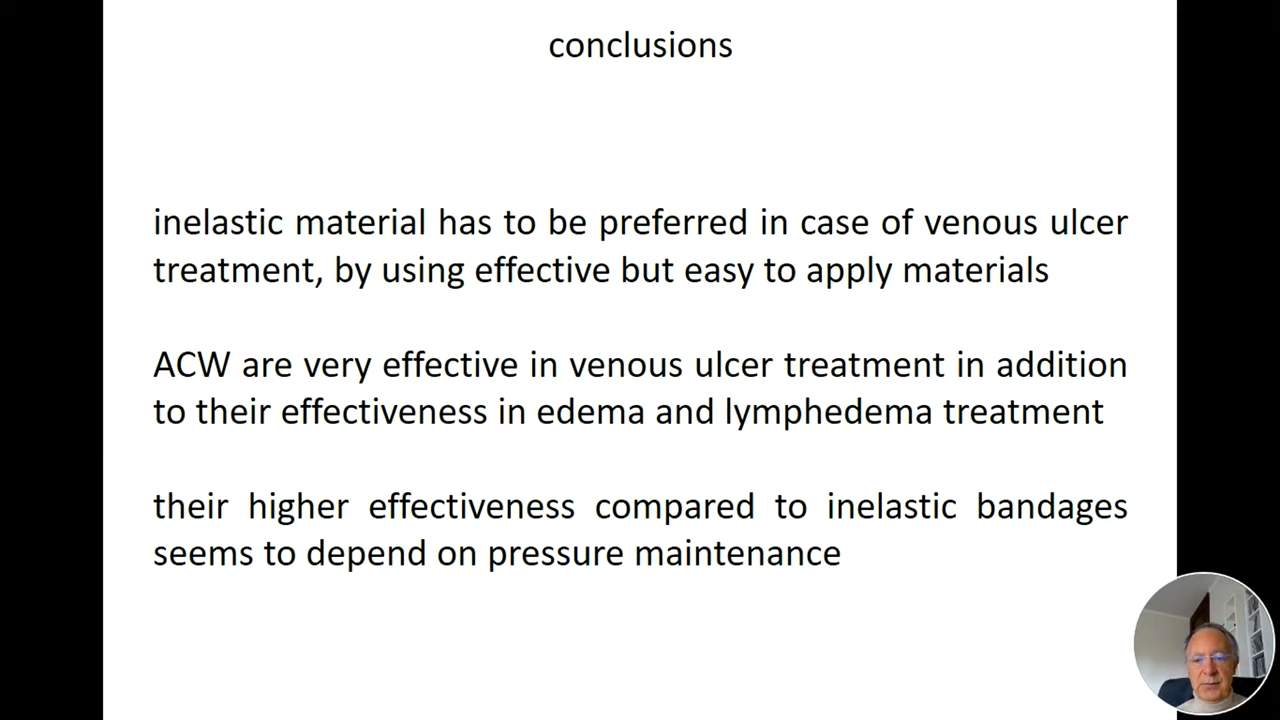 conclusions
inelastic material has to be preferred in case of venous ulcer
treatment, by using effective but easy to apply materials
ACW are very effective in venous ulcer treatment in addition
to their effectiveness in edema and lymphedema treatment
their higher effectiveness compared to inelastic bandages
seems to depend on pressure maintenance